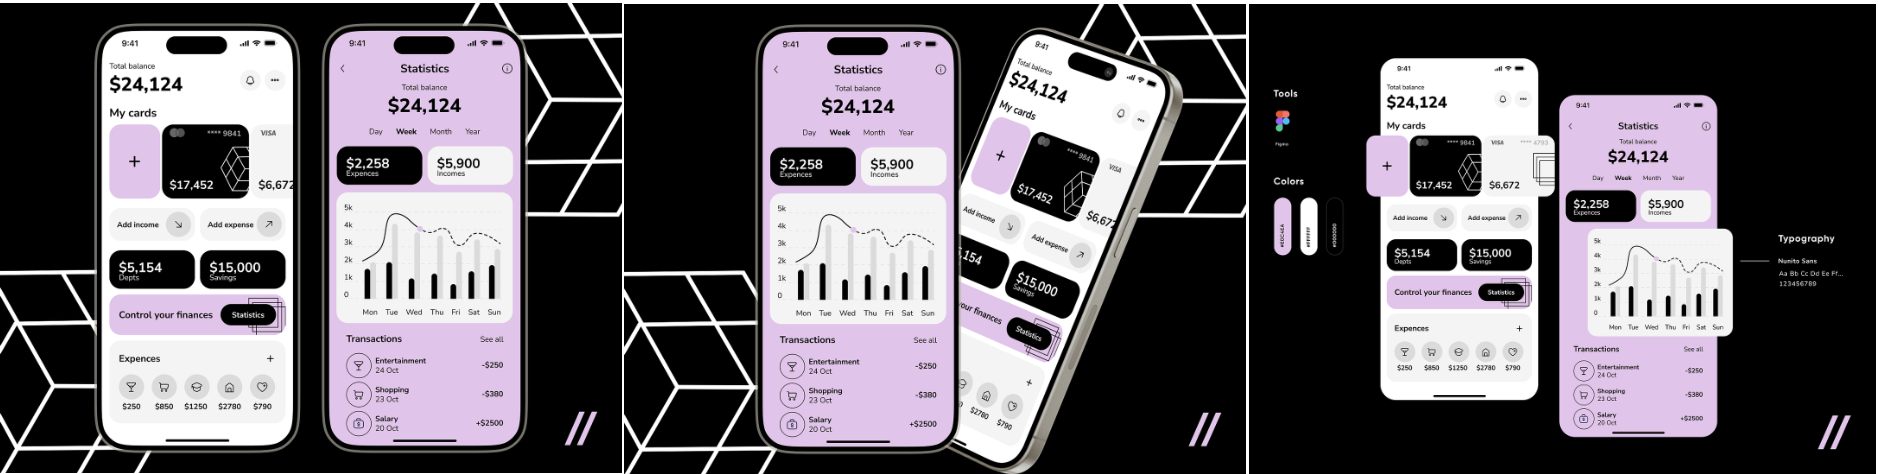 9:41
Total balance
$24,124
My cards
+
**** 9841
VISA
$17,452
$6,672
Add income
Add expense
$5,154
Depts
$15,000
Savings
Control your finances
Statistics
Expences
+
$250
$850
$1250
$2780
$790
9:41
Statistics
Total balance
$24,124
Day Week Month Year
$2,258
Expences
$5,900
Incomes
5k
4k
3k
2k
1k
0
Mon Tue Wed Thu Fri Sat Sun
Transactions
See all
Entertainment
24 Oct
-$250
Shopping
23 Oct
-$380
Salary
20 Oct
+$2500
9:41
Statistics
Total balance
$24,124
Day Week Month Year
$2,258
Expences
$5,900
Incomes
5k
4k
3k
2k
1k
0
Mon Tue Wed Thu Fri Sat Sun
Transactions
See all
Entertainment
24 Oct
-$250
Shopping
23 Oct
-$380
Salary
20 Oct
+$2500
9:41
Total balance
$24,124
My cards
+
**** 9841
VISA
$17,452
$6,672
Add income
Add expense
,154
$15,000
Savings
our finances
Statistics
+
$2780
$790
Tools
Figma
Colors
#FFFFFF
#000000
9:41
Total balance
$24,124
My cards
+
**** 9841
VISA
**** 4793
$17,452
$6,672
Add income
Add expense
$5,154
Depts
$15,000
Savings
Control your finances
Statistics
Expences
+
$250
$850
$1250
$2780
$790
9:41
Statistics
Total balance
$24,124
Day Week Month Year
$2,258
Expences
$5,900
Incomes
5k
4k
3k
2k
1k
0
Mon Tue Wed Thu Fri Sat Sun
Transactions
See all
Entertainment
24 Oct
-$250
Shopping
23 Oct
-$380
Salary
20 Oct
+$2500
Typography
Nunito Sans
Aa Bb Cc Dd Ee Ff...
123456789